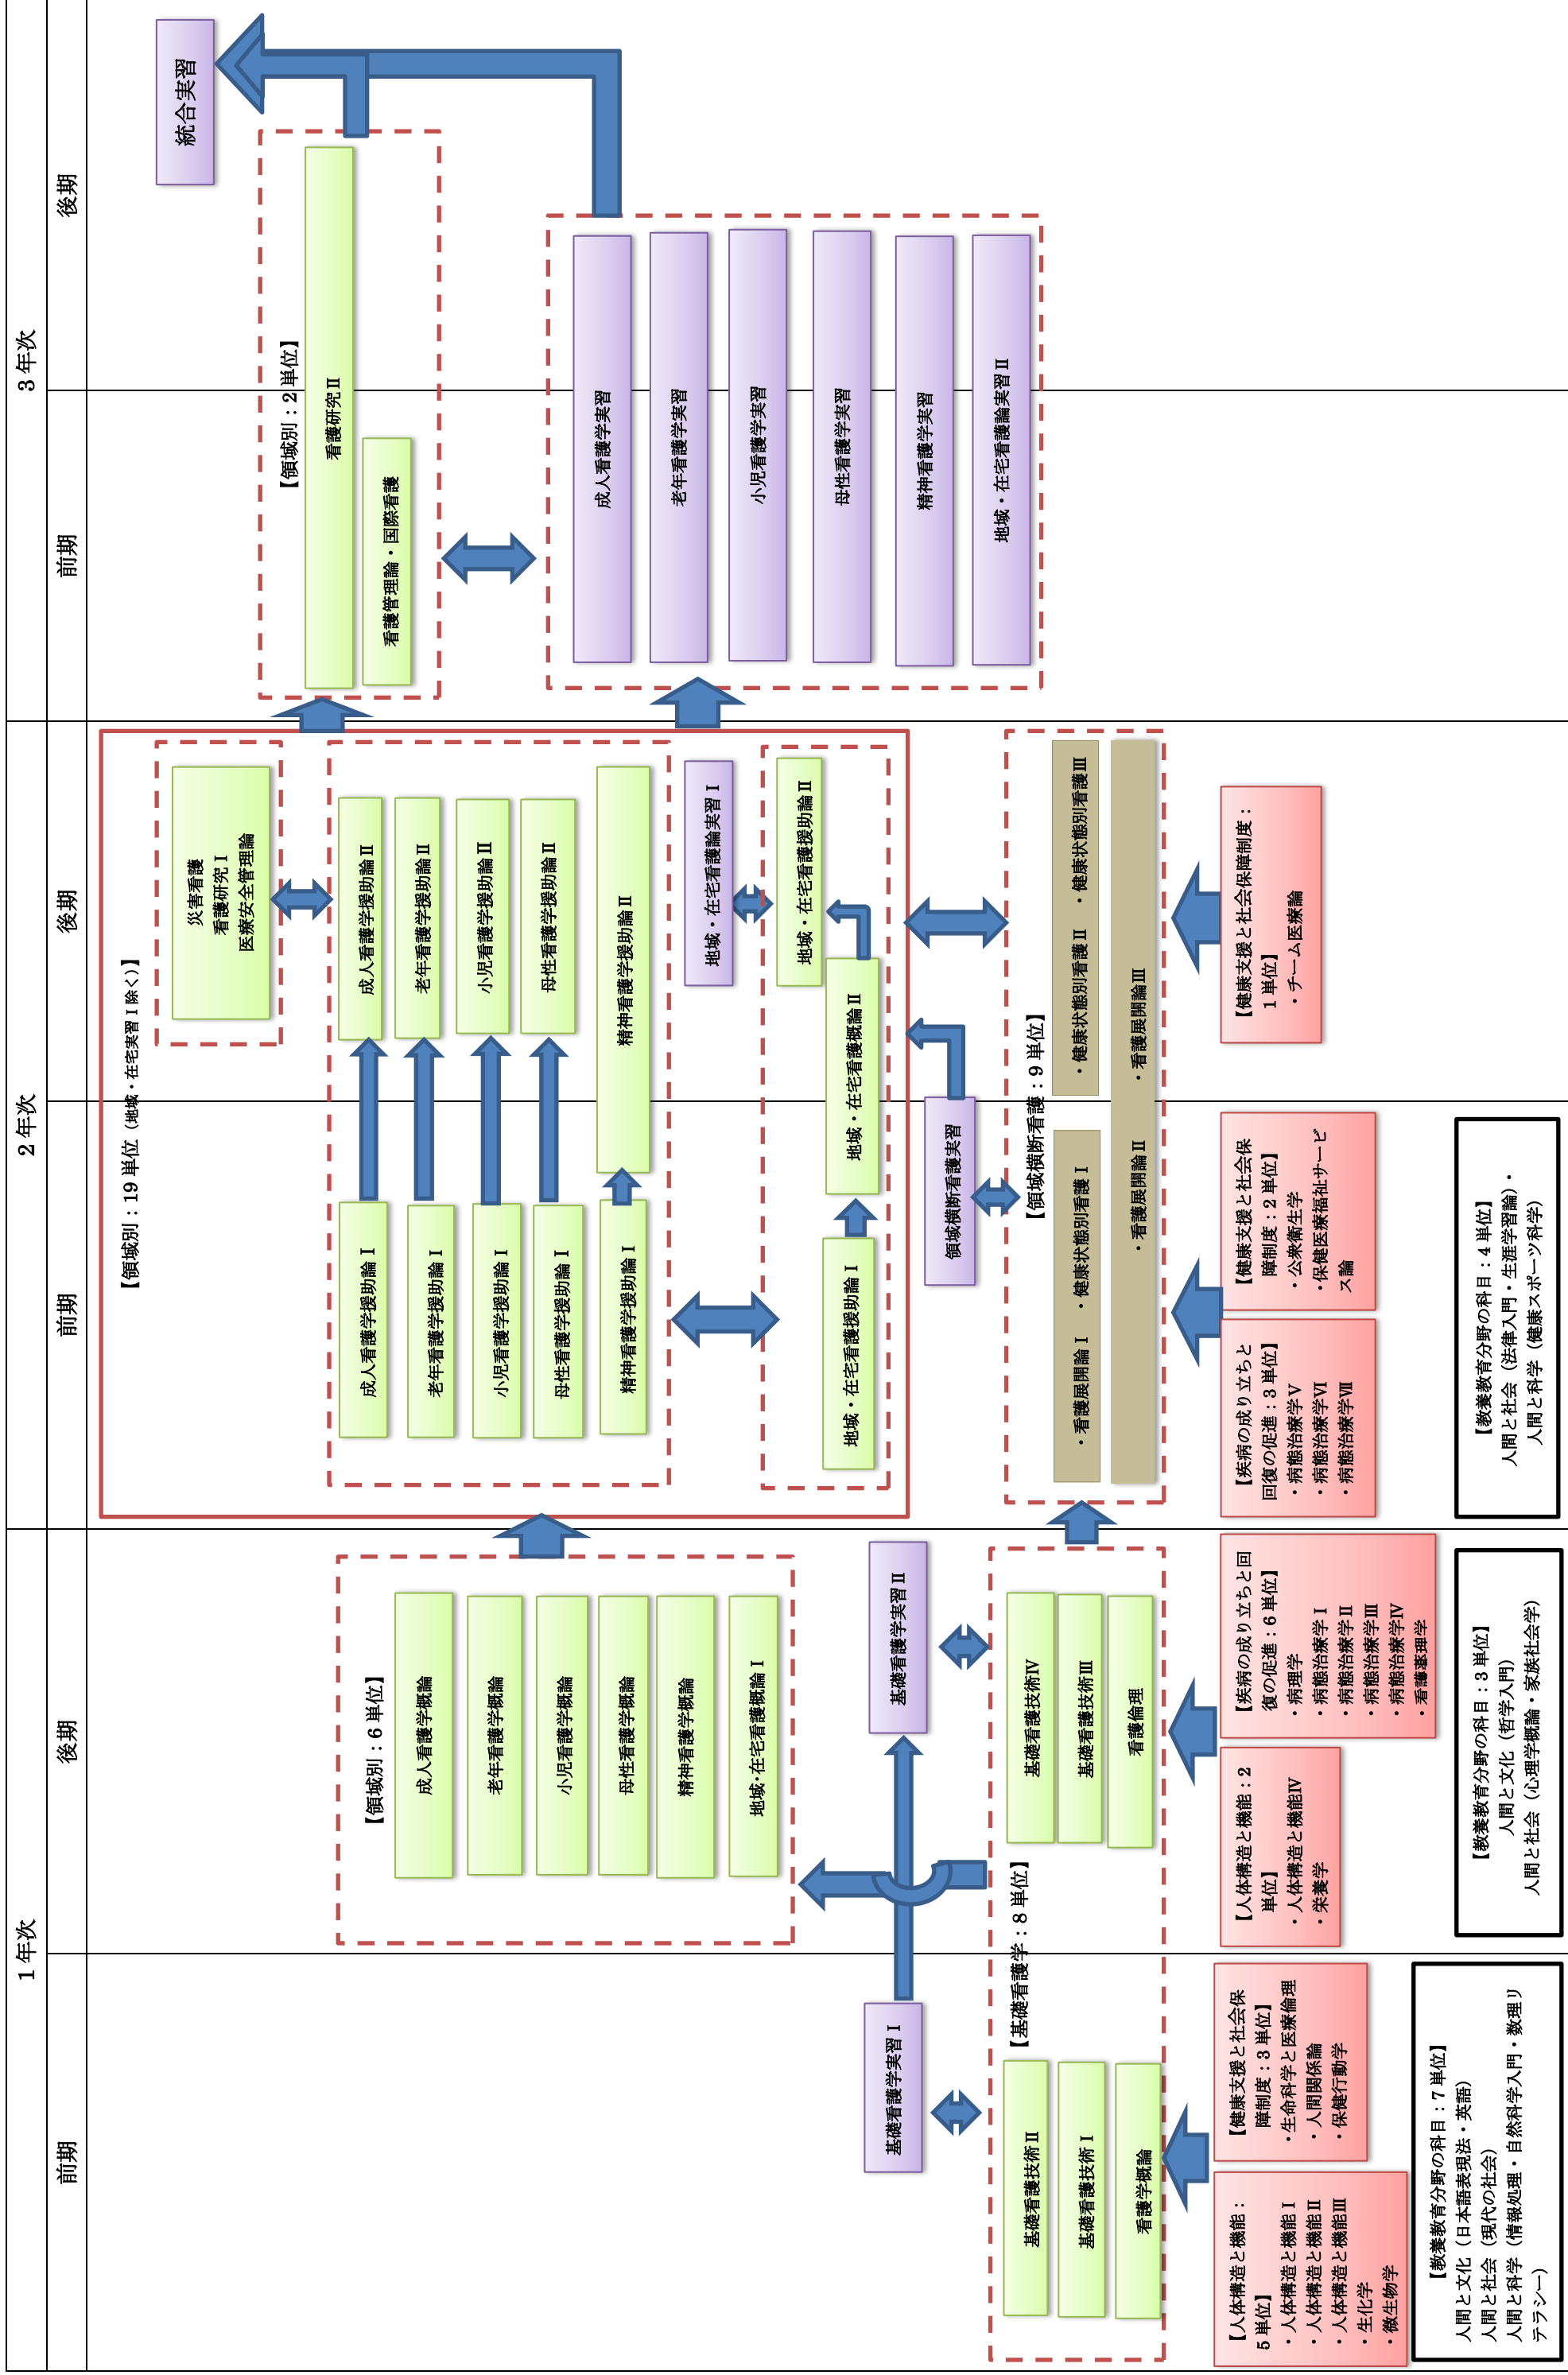 1 年次
2 年次
3 年次
前期
後期
前期
後期
前期
後期
統合実習
【領域別：2 単位】
看護研究Ⅱ
看護管理論・国際看護
成人看護学実習
老年看護学実習
小児看護学実習
母性看護学実習
精神看護学実習
地域・在宅看護論実習Ⅱ
【領域別：19 単位（地域・在宅実習Ⅰ除く）】
災害看護
看護研究Ⅰ
医療安全管理論
成人看護学援助論Ⅰ
成人看護学援助論Ⅱ
老年看護学援助論Ⅰ
老年看護学援助論Ⅱ
小児看護学援助論Ⅰ
小児看護学援助論Ⅱ
母性看護学援助論Ⅰ
母性看護学援助論Ⅱ
精神看護学援助論Ⅰ
精神看護学援助論Ⅱ
地域・在宅看護論実習Ⅰ
地域・在宅看護援助論Ⅱ
地域・在宅看護援助論Ⅰ
地域・在宅看護概論Ⅱ
領域横断看護実習
【領域横断看護：9 単位】
・看護展開論Ⅰ　・健康状態別看護Ⅰ
・健康状態別看護Ⅱ　・健康状態別看護Ⅲ
・看護展開論Ⅱ　・看護展開論Ⅲ
【領域別：6 単位】
成人看護学概論
老年看護学概論
小児看護学概論
母性看護学概論
精神看護学概論
地域・在宅看護概論Ⅰ
基礎看護学実習Ⅰ
基礎看護学実習Ⅱ
【基礎看護学：8 単位】
基礎看護技術Ⅱ
基礎看護技術Ⅰ
看護学概論
基礎看護技術Ⅳ
基礎看護技術Ⅲ
看護倫理
【人体構造と機能：
5 単位】
・人体構造と機能Ⅰ
・人体構造と機能Ⅱ
・人体構造と機能Ⅲ
・生化学
・微生物学
【健康支援と社会保
障制度：3 単位】
・生命科学と医療倫理
・人間関係論
・保健行動学
【人体構造と機能：2
単位】
・人体構造と機能Ⅳ
・栄養学
【疾病の成り立ちと回
復の促進：6 単位】
・病理学
・病態治療学Ⅰ
・病態治療学Ⅱ
・病態治療学Ⅲ
・病態治療学Ⅳ
・看護薬理学
【疾病の成り立ちと
回復の促進：3 単位】
・病態治療学Ⅴ
・病態治療学Ⅵ
・病態治療学Ⅶ
【健康支援と社会保
障制度：2 単位】
・公衆衛生学
・保健医療福祉サービ
ス論
【健康支援と社会保障制度：
1 単位】
・チーム医療論
【教養教育分野の科目：7 単位】
人間と文化（日本語表現法・英語）
人間と社会（現代の社会）
人間と科学（情報処理・自然科学入門・数理リ
テラシー）
【教養教育分野の科目：3 単位】
人間と文化（哲学入門）
人間と社会（心理学概論・家族社会学）
【教養教育分野の科目：4 単位】
人間と社会（法律入門・生涯学習論）・
人間と科学（健康スポーツ科学）